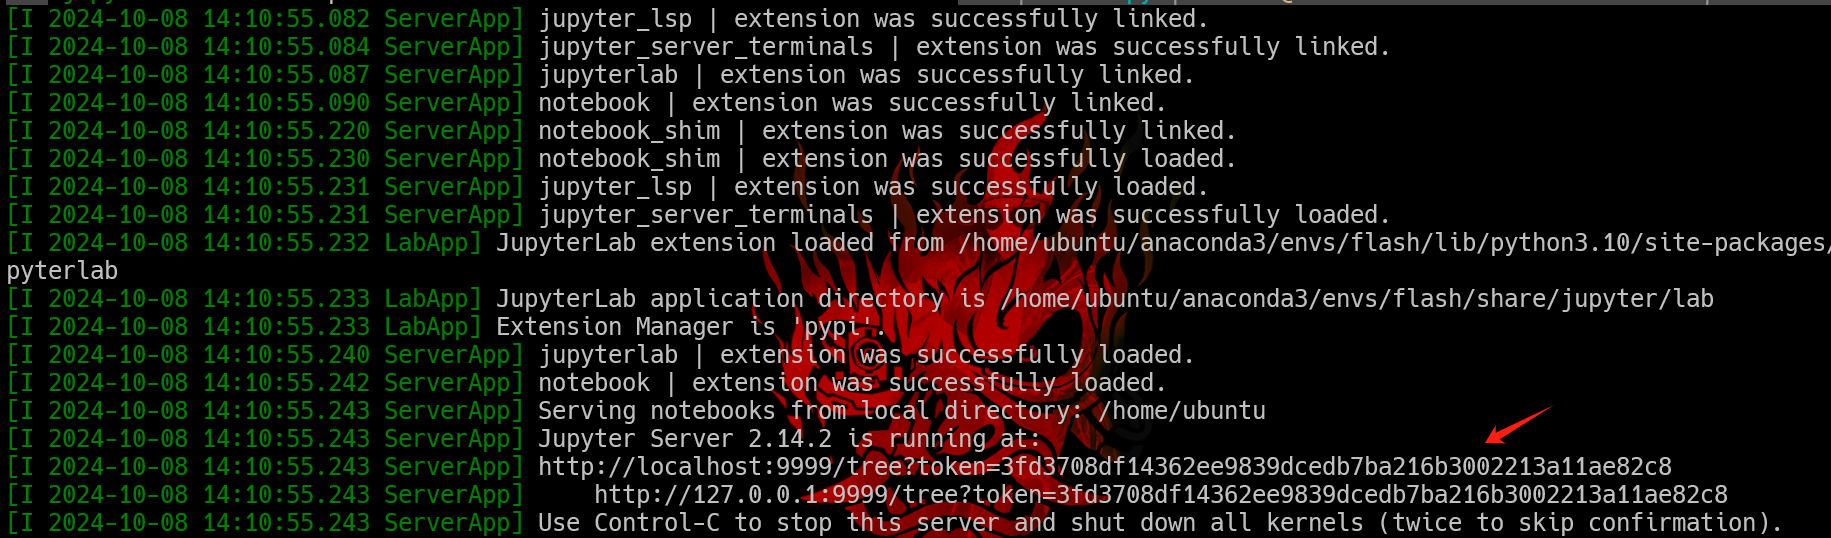 [I 2024-10-08 14:10:55.082 ServerApp] jupyter_lsp | extension was successfully linked.
[I 2024-10-08 14:10:55.084 ServerApp] jupyter_server_terminals | extension was successfully linked.
[I 2024-10-08 14:10:55.087 ServerApp] jupyterlab | extension was successfully linked.
[I 2024-10-08 14:10:55.090 ServerApp] notebook | extension was successfully linked.
[I 2024-10-08 14:10:55.220 ServerApp] notebook_shim | extension was successfully linked.
[I 2024-10-08 14:10:55.230 ServerApp] notebook_shim | extension was successfully loaded.
[I 2024-10-08 14:10:55.231 ServerApp] jupyter_lsp | extension was successfully loaded.
[I 2024-10-08 14:10:55.231 ServerApp] jupyter_server_terminals | extension was successfully loaded.
[I 2024-10-08 14:10:55.232 LabApp] JupyterLab extension loaded from /home/ubuntu/anaconda3/envs/flash/lib/python3.10/site-packages/
pyterlab
[I 2024-10-08 14:10:55.233 LabApp] JupyterLab application directory is /home/ubuntu/anaconda3/envs/flash/share/jupyter/lab
[I 2024-10-08 14:10:55.233 LabApp] Extension Manager is 'pypi'.
[I 2024-10-08 14:10:55.240 ServerApp] jupyterlab | extension was successfully loaded.
[I 2024-10-08 14:10:55.242 ServerApp] notebook | extension was successfully loaded.
[I 2024-10-08 14:10:55.243 ServerApp] Serving notebooks from local directory: /home/ubuntu
[I 2024-10-08 14:10:55.243 ServerApp] Jupyter Server 2.14.2 is running at:
[I 2024-10-08 14:10:55.243 ServerApp] http://localhost:9999/tree?token=3fd3708df14362ee9839dcedb7ba216b3002213a11ae82c8
[I 2024-10-08 14:10:55.243 ServerApp]     http://127.0.0.1:9999/tree?token=3fd3708df14362ee9839dcedb7ba216b3002213a11ae82c8
[I 2024-10-08 14:10:55.243 ServerApp] Use Control-C to stop this server and shut down all kernels (twice to skip confirmation).